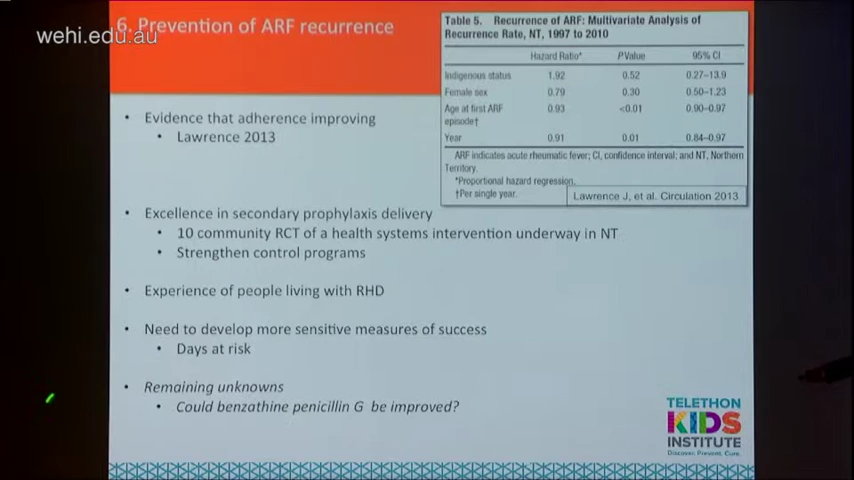 6. Prevention of ARF recurrence
wehi.edu.au
Table 5. Recurrence of ARF: Multivariate Analysis of
Recurrence Rate, NT, 1997 to 2010
Hazard Ratio* P Value 95% CI
Indigenous status 1.92 0.52 0.27–13.9
Female sex 0.79 0.30 0.50–1.23
Age at first ARF 0.93 <0.01 0.90–0.97
episode†
Year 0.91 0.01 0.84–0.97
ARF indicates acute rheumatic fever; CI, confidence interval; and NT, Northern
Territory.
*Proportional hazard regression.
†Per single year.
Lawrence J, et al. Circulation 2013
• Evidence that adherence improving
• Lawrence 2013
• Excellence in secondary prophylaxis delivery
• 10 community RCT of a health systems intervention underway in NT
• Strengthen control programs
• Experience of people living with RHD
• Need to develop more sensitive measures of success
• Days at risk
• Remaining unknowns
• Could benzathine penicillin G be improved?
TELETHON
KIDS
INSTITUTE
Discover. Prevent. Cure.